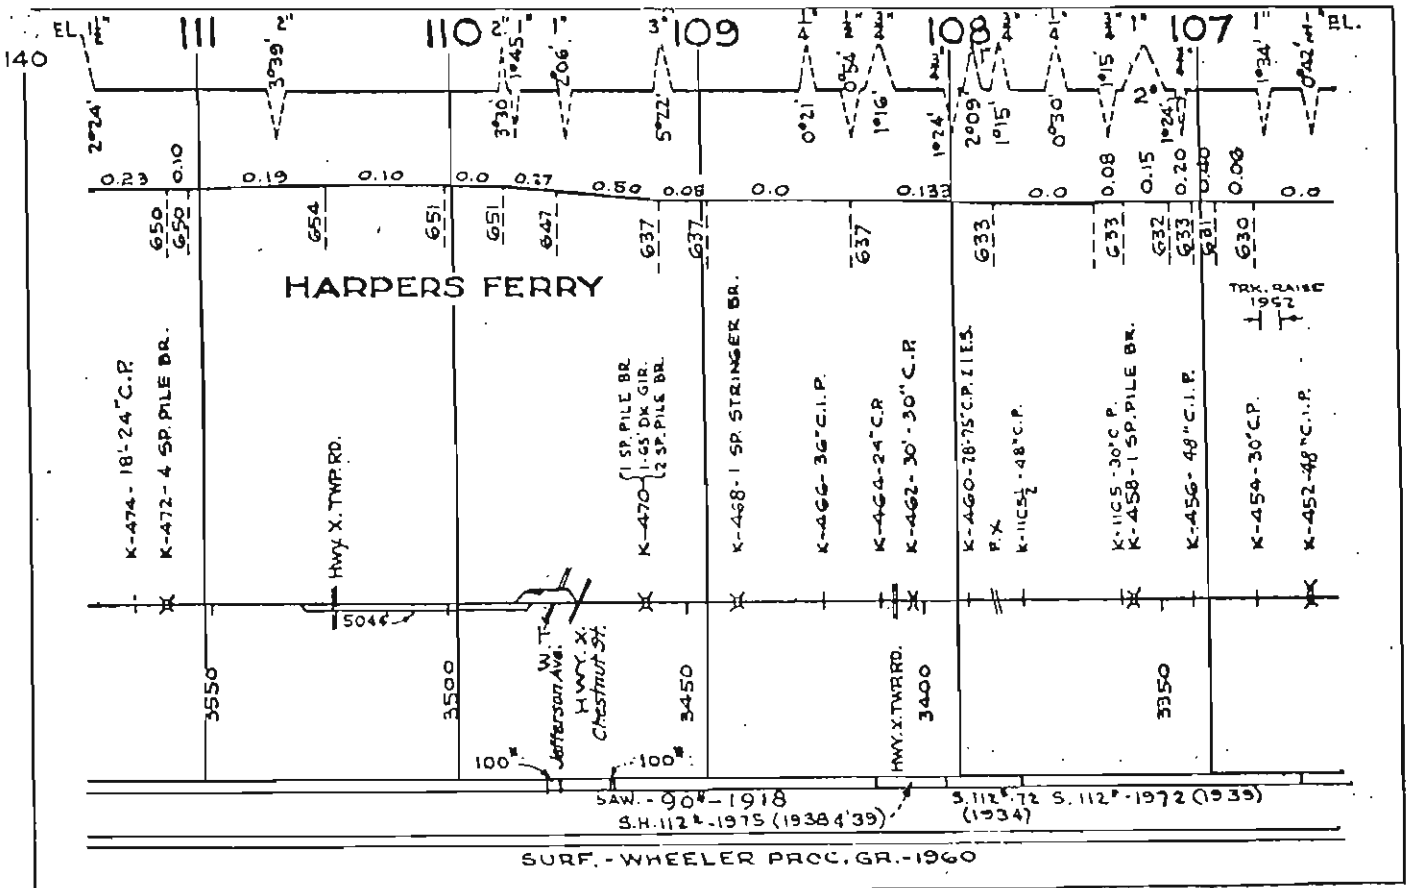 EL. 111 110 109 108 107 EL.
140
1½" 2" 2" 1" 3" ¼" ½" ¾" ¾" ¼" ¾" 1" 1" ½"
2°24' 3°39' 3°30' 1°45' 2°06' 5°22' 0°21' 0°54' 1°16' 1°24' 2°09' 1°15' 0°30' 1°15' 2° 1°24' 1°34' 0°42'
0.23 0.10 0.19 0.10 0.0 0.27 0.50 0.08 0.0 0.133 0.0 0.08 0.15 0.20 0.40 0.08 0.0
650 650 654 651 651 647 637 637 637 633 633 632 633 631 630
HARPERS FERRY
TRK. RAISE
1952
K-474-18'-24" C.P.
K-472-4 SP. PILE BR.
HWY. X. TWP. RD.
K-470
1 SP. PILE BR.
1-65' DK GIR.
2 SP. PILE BR.
K-468-1 SP. STRINGER BR.
K-466-36" C.I.P.
K-464-24" C.P.
K-462-30'-30" C.P.
K-460-28'-75" C.P. 21 E.S.
P.X.
K-11C5½-48" C.P.
K-11C5-30" C.P.
K-458-1 SP. PILE BR.
K-456-48" C.I.P.
K-454-30" C.P.
K-452-48" C.I.P.
5044
W. T.
Jefferson Ave.
HWY. X.
Chestnut St.
HWY. X. TWP. RD.
3550 3500 3450 3400 3350
100# 100#
SAW.-90#-1918
S.H. 112#-1975 (1938 & '39)
S. 112#-72
(1934)
S. 112#-1972 (1939)
SURF.-WHEELER PROC. GR.-1960